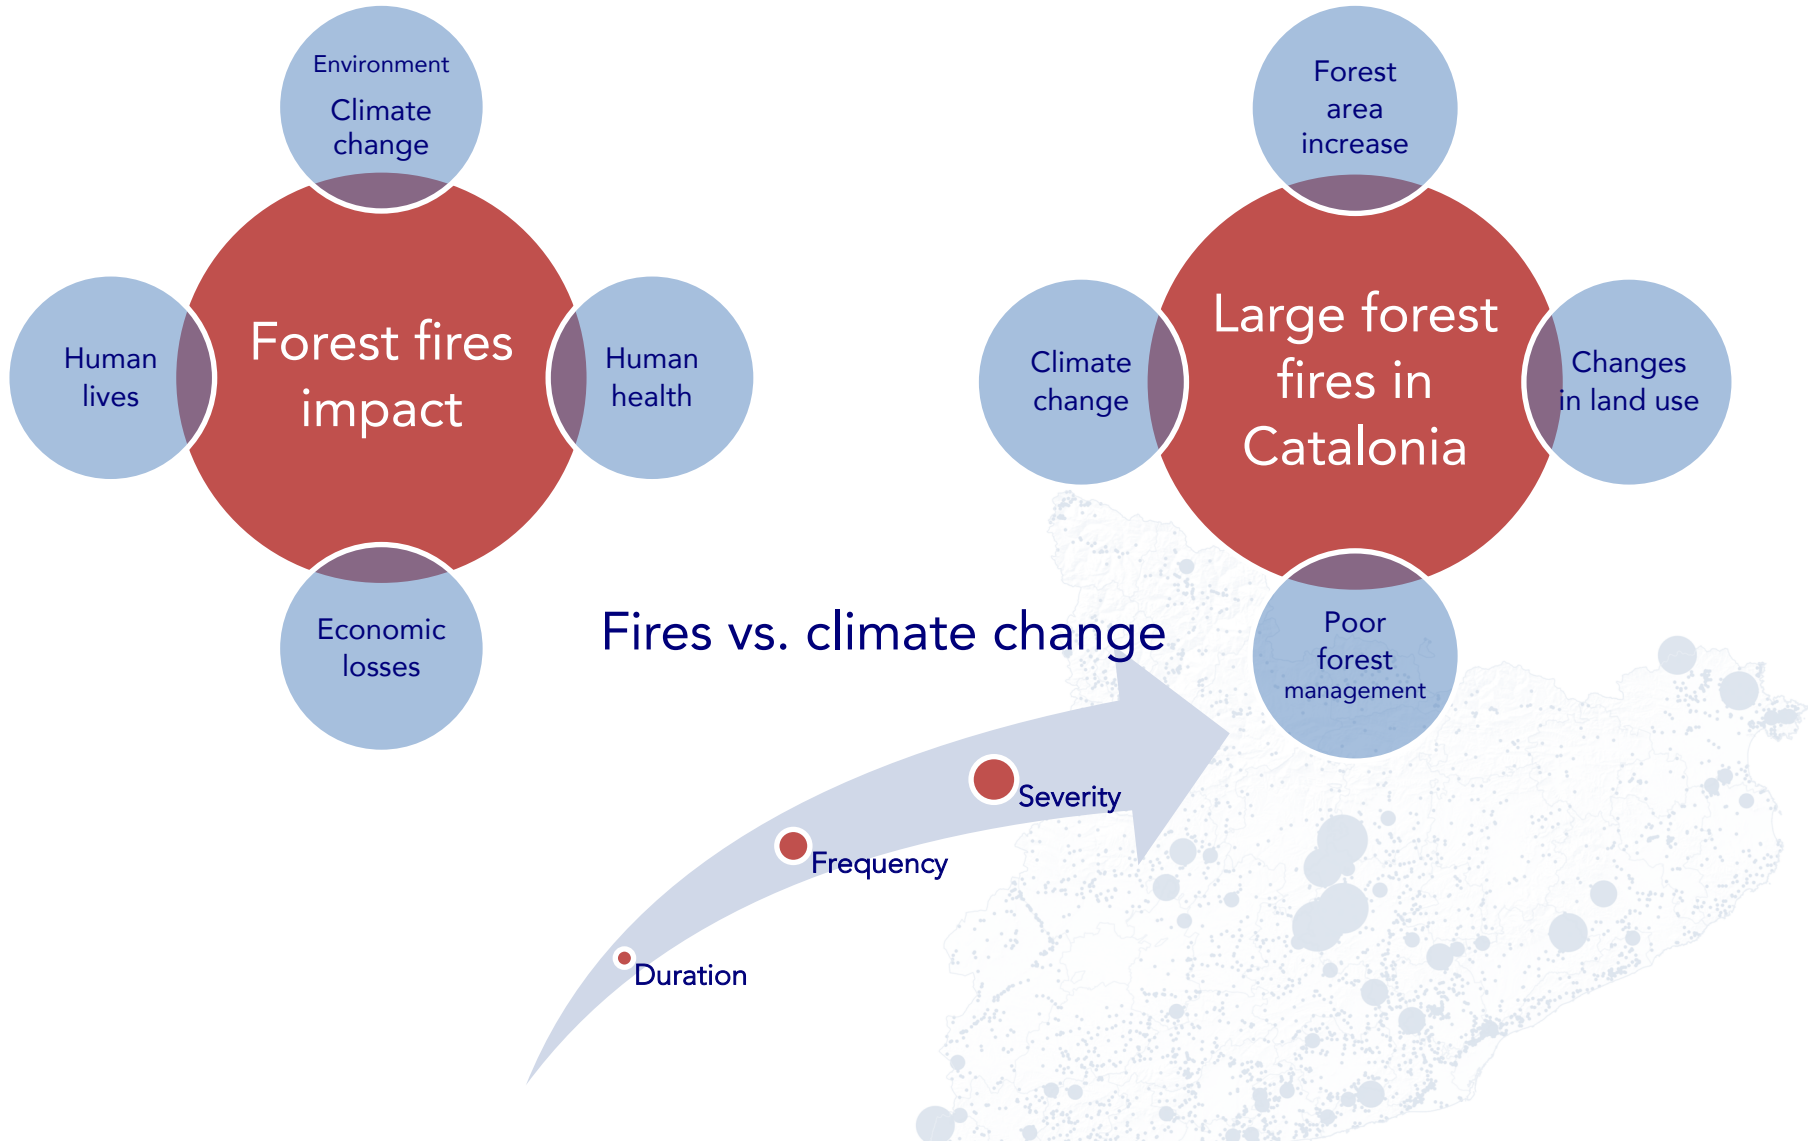 Environment
Climate
change
Human
lives
Forest fires
impact
Human
health
Economic
losses
Forest
area
increase
Climate
change
Large forest
fires in
Catalonia
Changes
in land use
Poor
forest
management
Fires vs. climate change
Severity
Frequency
Duration